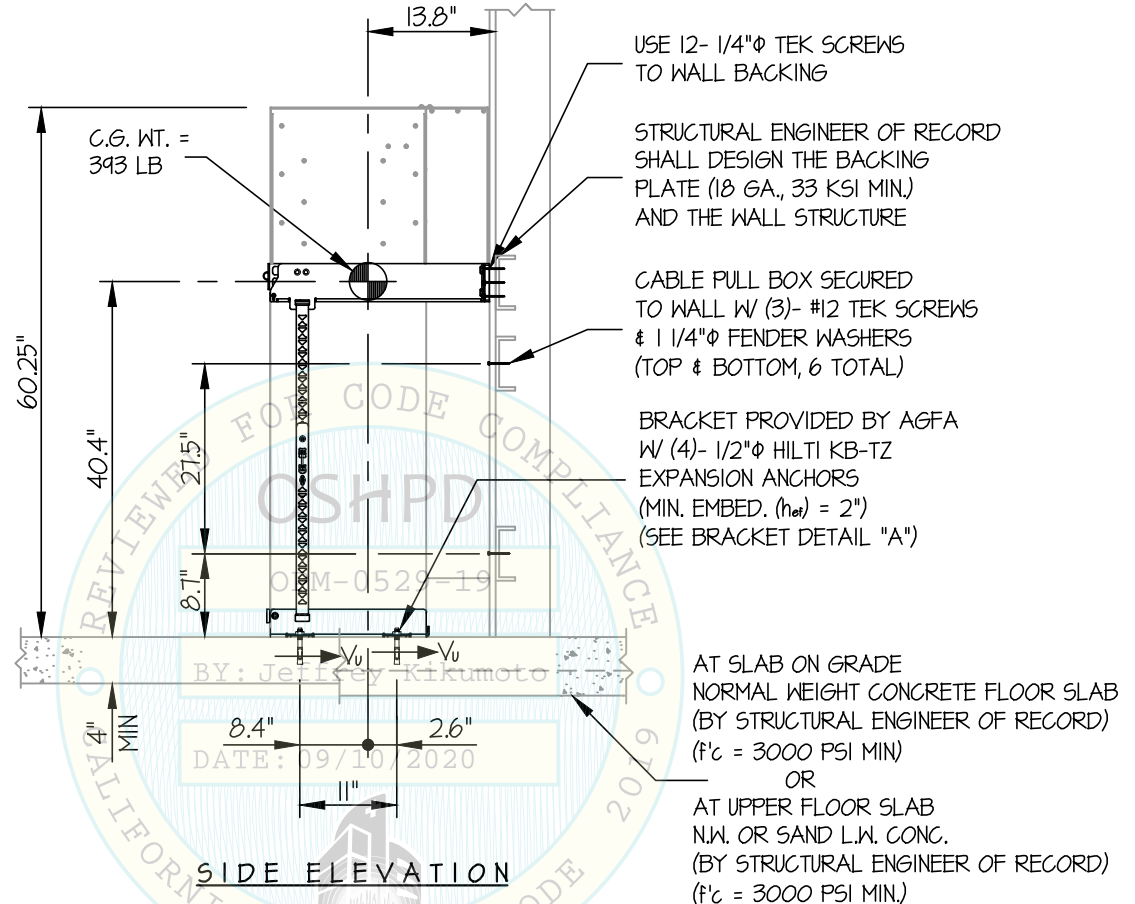 13.8"
USE 12- 1/4"Φ TEK SCREWS
TO WALL BACKING
C.G. WT. =
393 LB
STRUCTURAL ENGINEER OF RECORD
SHALL DESIGN THE BACKING
PLATE (18 GA., 33 KSI MIN.)
AND THE WALL STRUCTURE
CABLE PULL BOX SECURED
TO WALL W/ (3)- #12 TEK SCREWS
& 1 1/4"Φ FENDER WASHERS
(TOP & BOTTOM, 6 TOTAL)
60.25"
40.4"
27.5"
8.7"
BRACKET PROVIDED BY AGFA
W/ (4)- 1/2"Φ HILTI KB-TZ
EXPANSION ANCHORS
(MIN. EMBED. (hef) = 2")
(SEE BRACKET DETAIL "A")
REVIEWED FOR CODE COMPLIANCE
OSHPD
OPM-0529-19
Vu
Vu
BY: Jeffrey Kikumoto
4"
MIN
8.4"
2.6"
DATE: 09/10/2020
11"
AT SLAB ON GRADE
NORMAL WEIGHT CONCRETE FLOOR SLAB
(BY STRUCTURAL ENGINEER OF RECORD)
(f'c = 3000 PSI MIN)
OR
AT UPPER FLOOR SLAB
N.W. OR SAND L.W. CONC.
(BY STRUCTURAL ENGINEER OF RECORD)
(f'c = 3000 PSI MIN.)
SIDE ELEVATION
CODE 2019